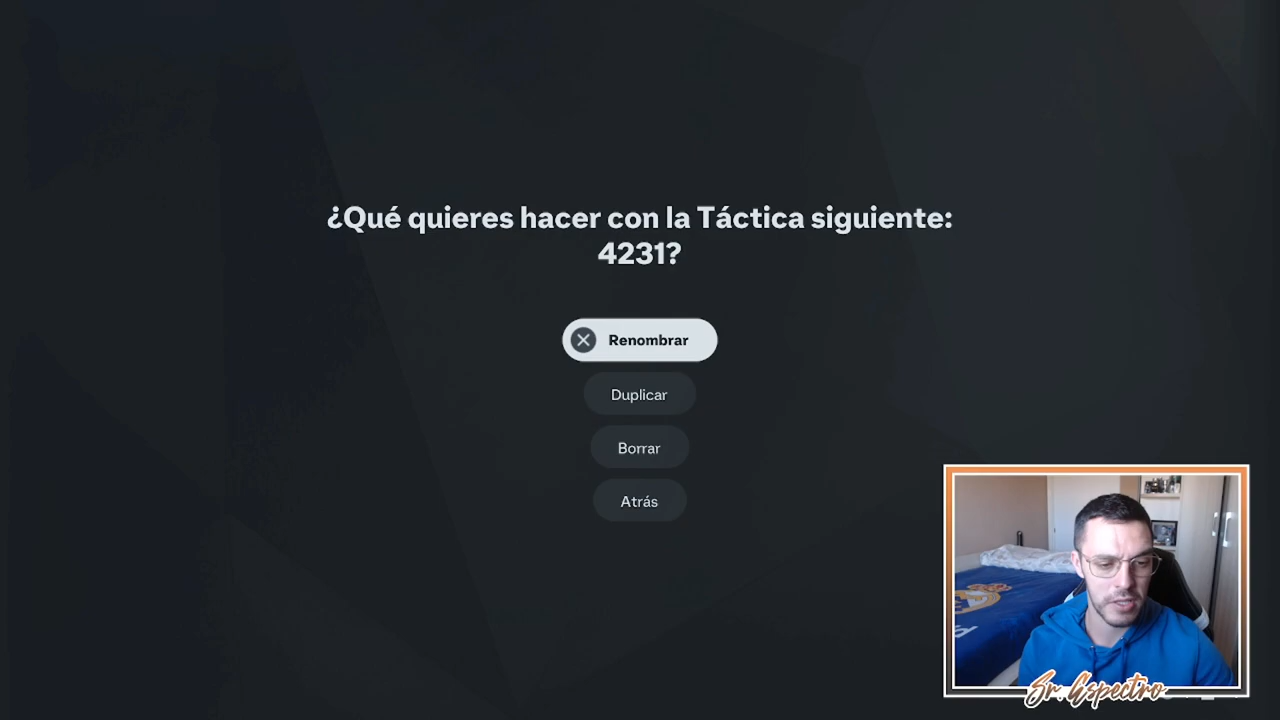 ¿Qué quieres hacer con la Táctica siguiente:
4231?
Renombrar
Duplicar
Borrar
Atrás
Sr. Espectro